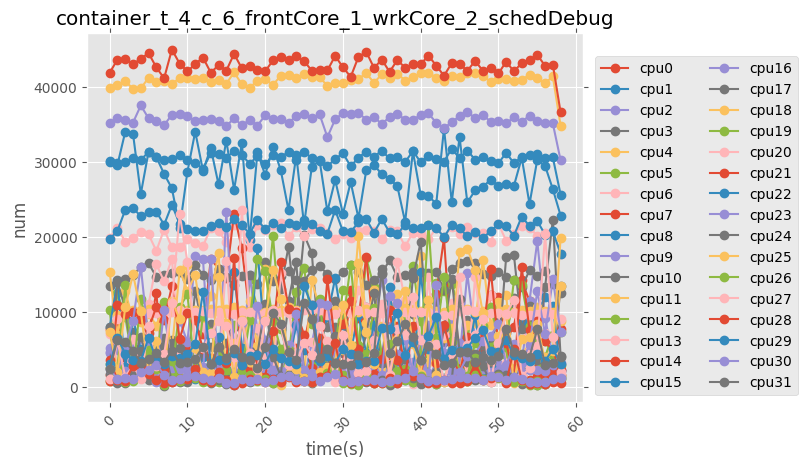 container_t_4_c_6_frontCore_1_wrkCore_2_schedDebug
num
40000
30000
20000
10000
0
0
10
20
30
40
50
60
time(s)
cpu0
cpu1
cpu2
cpu3
cpu4
cpu5
cpu6
cpu7
cpu8
cpu9
cpu10
cpu11
cpu12
cpu13
cpu14
cpu15
cpu16
cpu17
cpu18
cpu19
cpu20
cpu21
cpu22
cpu23
cpu24
cpu25
cpu26
cpu27
cpu28
cpu29
cpu30
cpu31